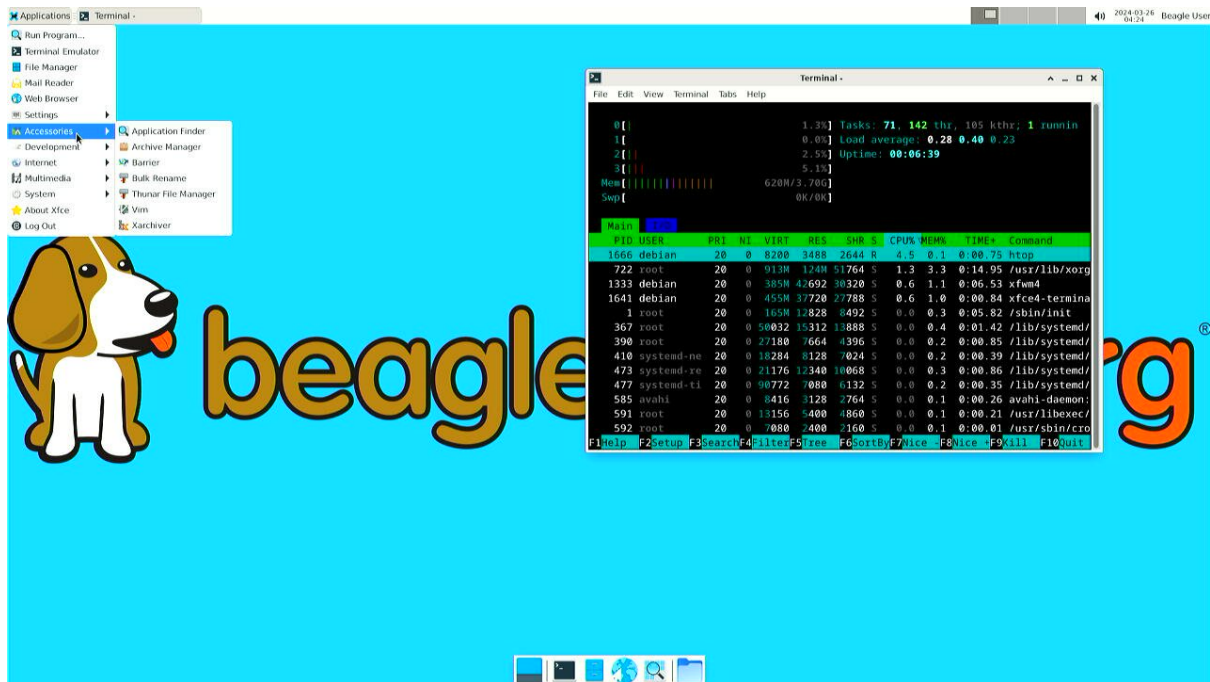 Applications
Terminal -
2024-03-26
04:24
Beagle User
Run Program...
Terminal Emulator
File Manager
Mail Reader
Web Browser
Settings
Accessories
Development
Internet
Multimedia
System
About Xfce
Log Out
Application Finder
Archive Manager
Barrier
Bulk Rename
Thunar File Manager
Vim
Xarchiver
beagle
rg
®
Terminal -
File Edit View Terminal Tabs Help
0[| 1.3%] Tasks: 71, 142 thr, 105 kthr; 1 runnin
1[ 0.0%] Load average: 0.28 0.40 0.23
2[|| 2.5%] Uptime: 00:06:39
3[||| 5.1%]
Mem[||||||||||||| 620M/3.70G]
Swp[ 0K/0K]
Main
PID USER PRI NI VIRT RES SHR S CPU% MEM% TIME+ Command
1666 debian 20 0 8200 3488 2644 R 4.5 0.1 0:00.75 htop
722 root 20 0 913M 124M 51764 S 1.3 3.3 0:14.95 /usr/lib/xorg
1333 debian 20 0 385M 42692 30320 S 0.6 1.1 0:06.53 xfwm4
1641 debian 20 0 455M 37720 27788 S 0.6 1.0 0:00.84 xfce4-termina
1 root 20 0 165M 12828 8492 S 0.0 0.3 0:05.82 /sbin/init
367 root 20 0 50032 15312 13888 S 0.0 0.4 0:01.42 /lib/systemd/
390 root 20 0 27180 7664 4396 S 0.0 0.2 0:00.85 /lib/systemd/
410 systemd-ne 20 0 18284 8128 7024 S 0.0 0.2 0:00.39 /lib/systemd/
473 systemd-re 20 0 21176 12340 10068 S 0.0 0.3 0:00.86 /lib/systemd/
477 systemd-ti 20 0 90772 7080 6132 S 0.0 0.2 0:00.35 /lib/systemd/
585 avahi 20 0 8416 3128 2764 S 0.0 0.1 0:00.26 avahi-daemon:
591 root 20 0 13156 5400 4860 S 0.0 0.1 0:00.21 /usr/libexec/
592 root 20 0 7080 2400 2160 S 0.0 0.1 0:00.01 /usr/sbin/cro
F1Help F2Setup F3SearchF4FilterF5Tree F6SortByF7Nice -F8Nice +F9Kill F10Quit